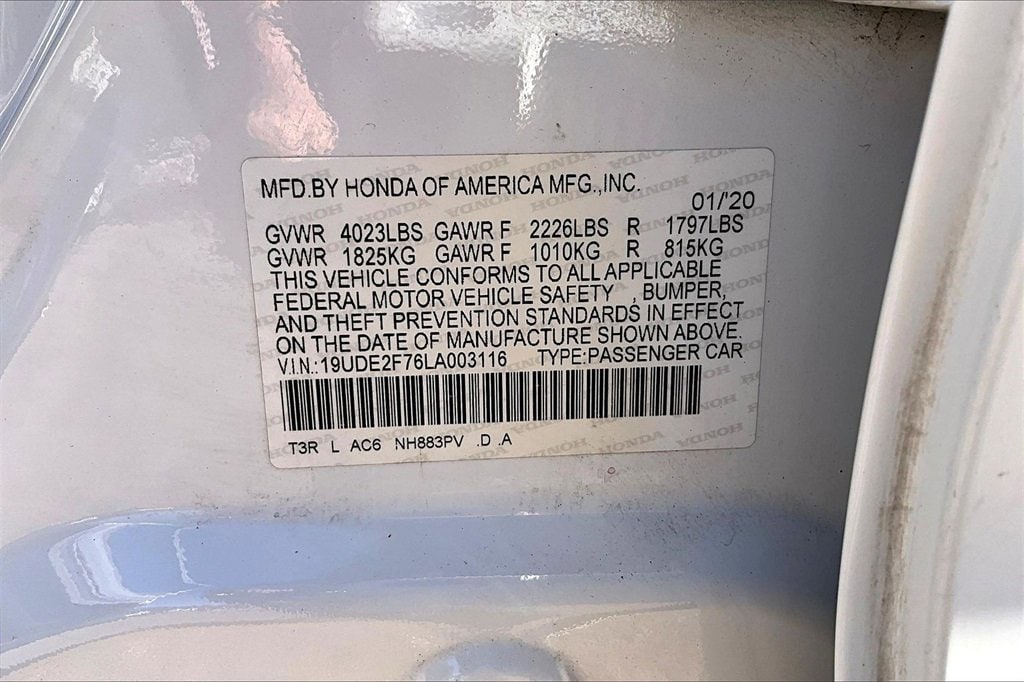 MFD.BY HONDA OF AMERICA MFG.,INC.
01/'20
GVWR 4023LBS GAWR F 2226LBS R 1797LBS
GVWR 1825KG GAWR F 1010KG R 815KG
THIS VEHICLE CONFORMS TO ALL APPLICABLE
FEDERAL MOTOR VEHICLE SAFETY , BUMPER,
AND THEFT PREVENTION STANDARDS IN EFFECT
ON THE DATE OF MANUFACTURE SHOWN ABOVE.
V.I.N.:19UDE2F76LA003116 TYPE:PASSENGER CAR
T3R L AC6 NH883PV .D .A